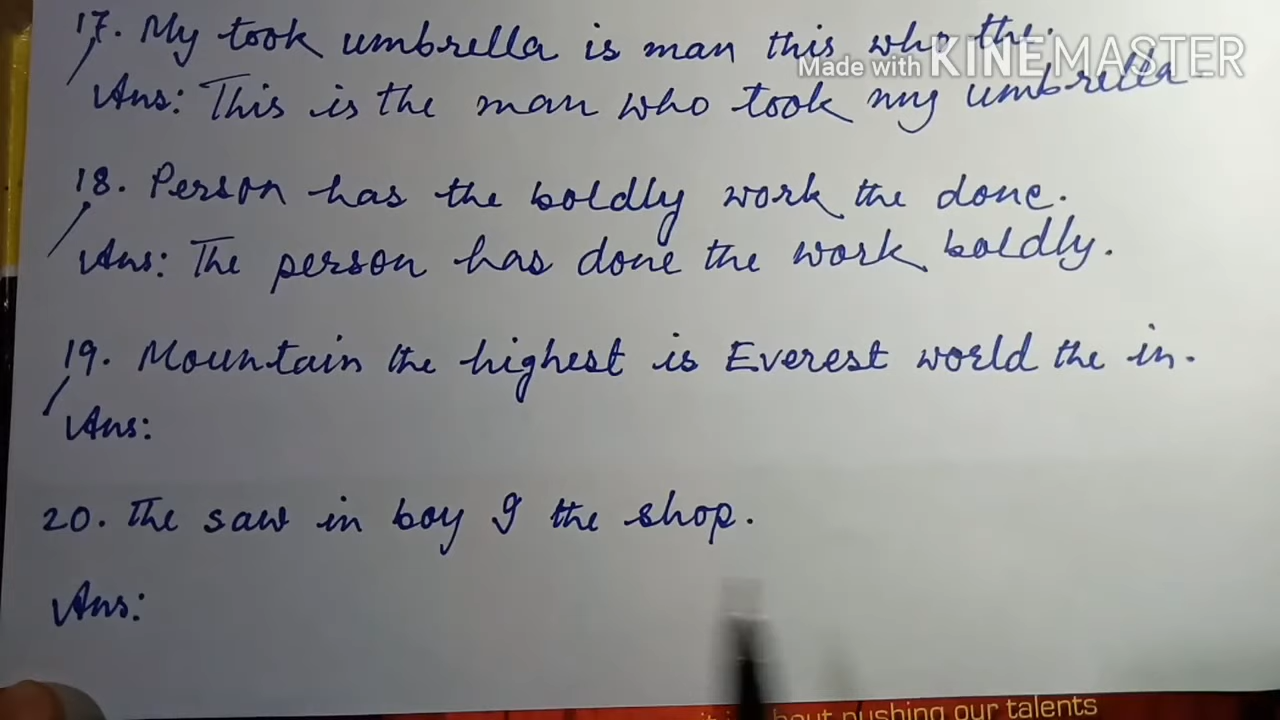 17. My took umbrella is man this who the.
Made with KINEMASTER
Ans: This is the man who took my umbrella.
18. Person has the boldly work the done.
Ans: The person has done the work boldly.
19. Mountain the highest is Everest world the in.
Ans:
20. The saw in boy I the shop.
Ans:
pushing our talents